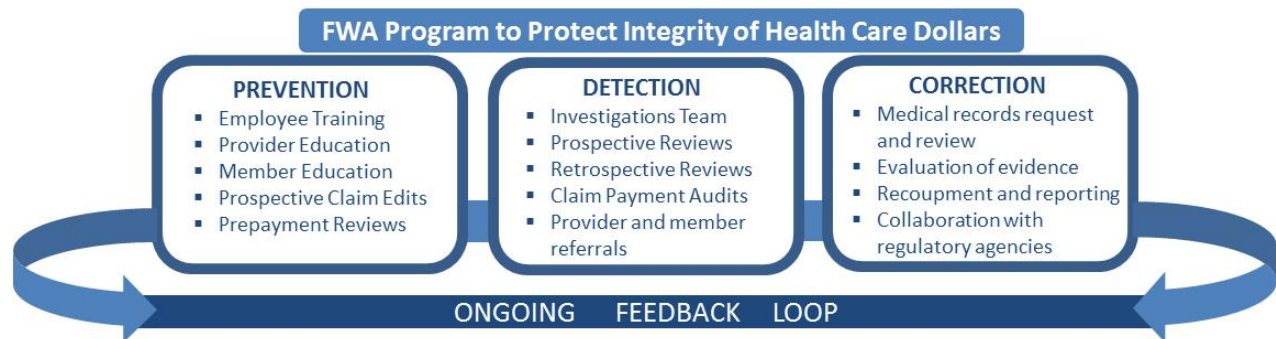 FWA Program to Protect Integrity of Health Care Dollars
PREVENTION
▪ Employee Training
▪ Provider Education
▪ Member Education
▪ Prospective Claim Edits
▪ Prepayment Reviews
DETECTION
▪ Investigations Team
▪ Prospective Reviews
▪ Retrospective Reviews
▪ Claim Payment Audits
▪ Provider and member
referrals
CORRECTION
▪ Medical records request
and review
▪ Evaluation of evidence
▪ Recoupment and reporting
▪ Collaboration with
regulatory agencies
ONGOING FEEDBACK LOOP